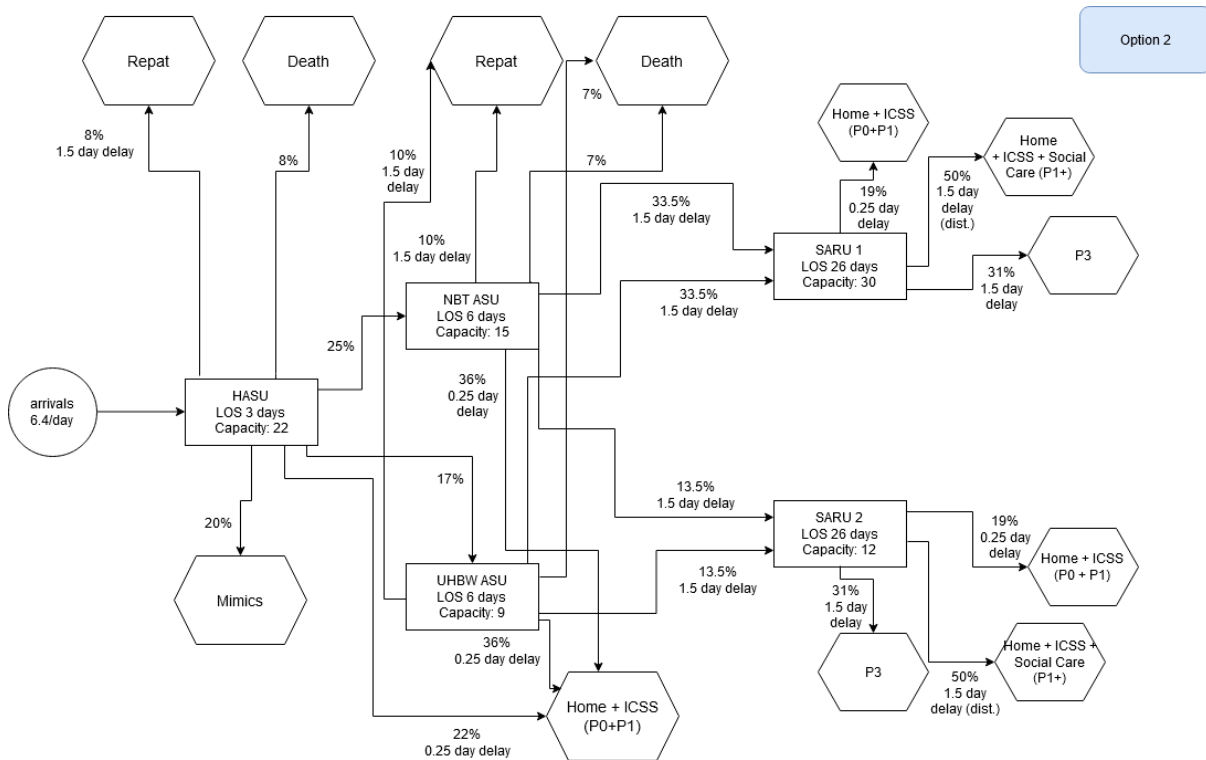 Option 2
Repat
Death
Repat
Death
8%
1.5 day delay
8%
10%
1.5 day
delay
10%
1.5 day delay
7%
7%
Home + ICSS
(P0+P1)
Home
+ ICSS + Social
Care (P1+)
19%
0.25 day
delay
50%
1.5 day
delay
(dist.)
33.5%
1.5 day delay
33.5%
1.5 day delay
SARU 1
LOS 26 days
Capacity: 30
31%
1.5 day
delay
P3
NBT ASU
LOS 6 days
Capacity: 15
25%
36%
0.25 day
delay
arrivals
6.4/day
HASU
LOS 3 days
Capacity: 22
17%
20%
Mimics
13.5%
1.5 day delay
13.5%
1.5 day delay
SARU 2
LOS 26 days
Capacity: 12
19%
0.25 day
delay
Home + ICSS
(P0 + P1)
31%
1.5 day
delay
P3
50%
1.5 day
delay (dist.)
Home + ICSS +
Social Care
(P1+)
UHBW ASU
LOS 6 days
Capacity: 9
36%
0.25 day delay
Home + ICSS
(P0+P1)
22%
0.25 day delay